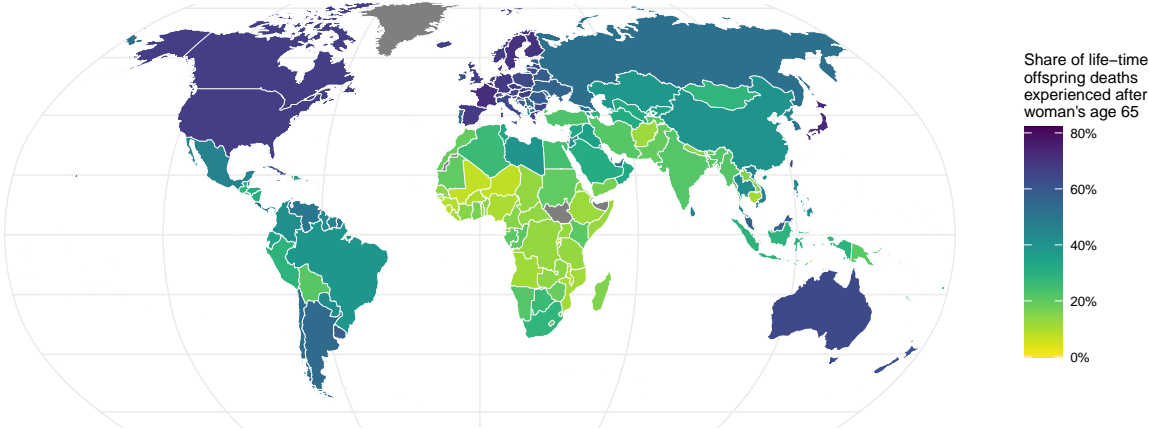 Share of life−time
offspring deaths
experienced after
woman's age 65
80%
60%
40%
20%
0%